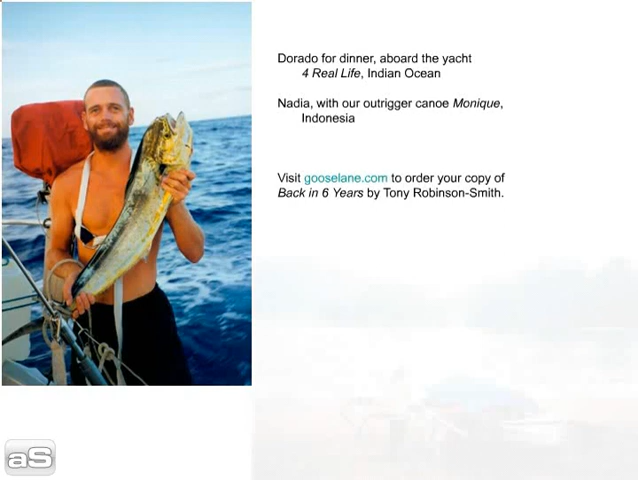 Dorado for dinner, aboard the yacht
4 Real Life, Indian Ocean
Nadia, with our outrigger canoe Monique,
Indonesia
Visit gooselane.com to order your copy of
Back in 6 Years by Tony Robinson-Smith.
aS